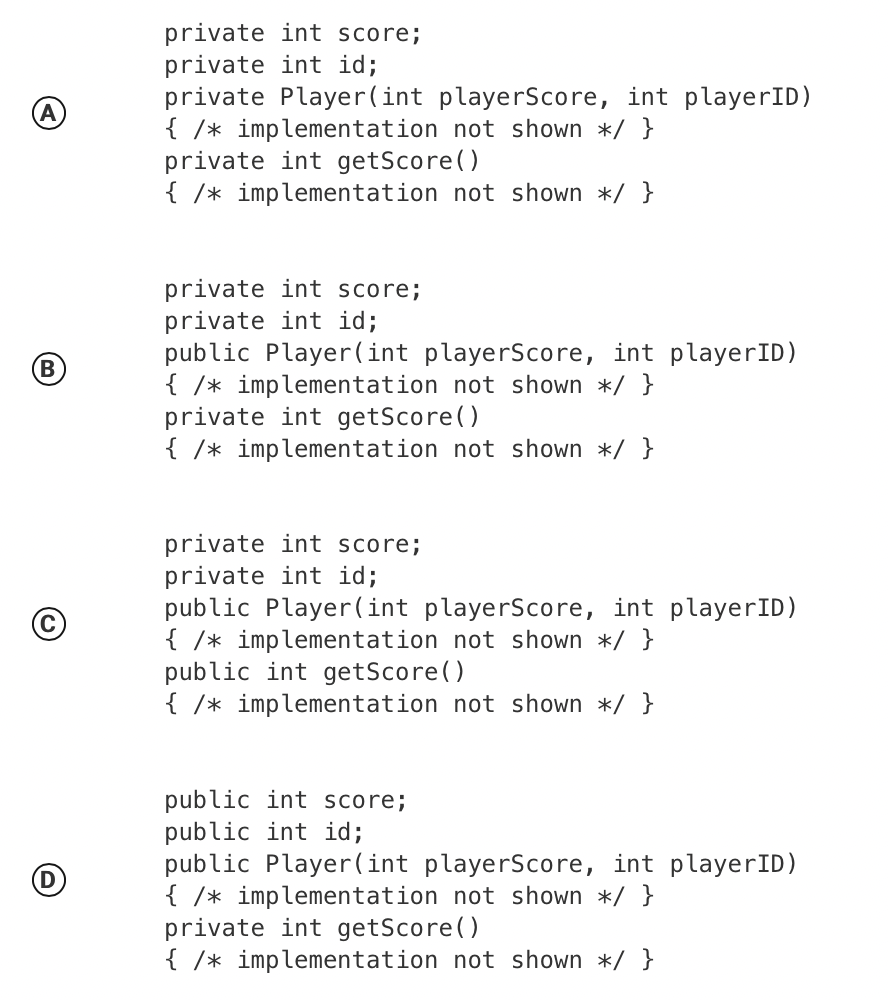 private int score;
private int id;
A private Player(int playerScore, int playerID)
{ /* implementation not shown */ }
private int getScore()
{ /* implementation not shown */ }
private int score;
private int id;
B public Player(int playerScore, int playerID)
{ /* implementation not shown */ }
private int getScore()
{ /* implementation not shown */ }
private int score;
private int id;
C public Player(int playerScore, int playerID)
{ /* implementation not shown */ }
public int getScore()
{ /* implementation not shown */ }
public int score;
public int id;
D public Player(int playerScore, int playerID)
{ /* implementation not shown */ }
private int getScore()
{ /* implementation not shown */ }